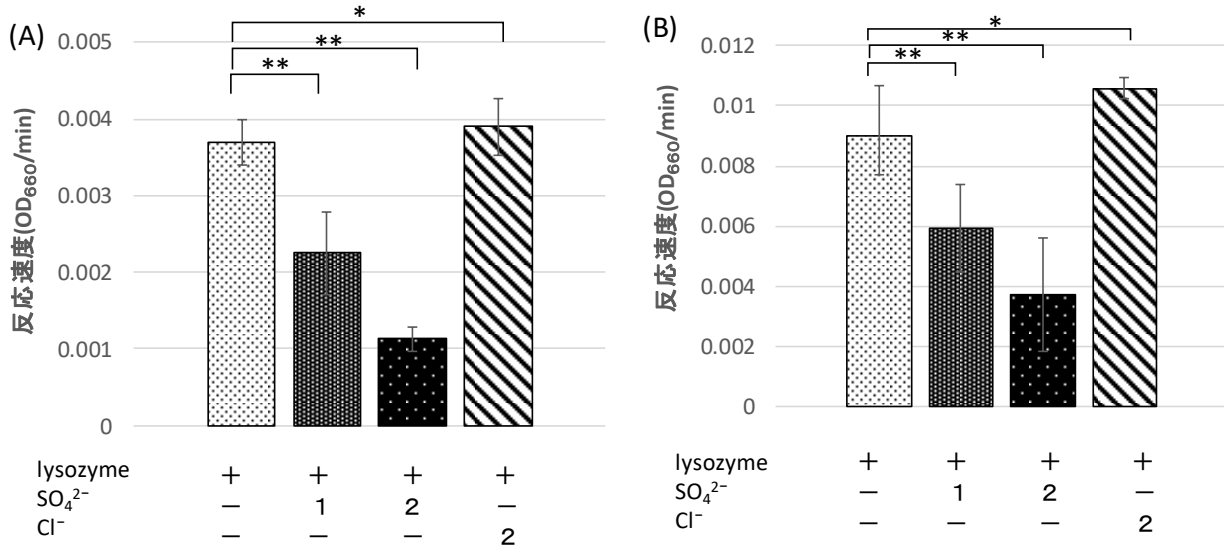 (A)
反応速度(OD₆₆₀/min)
0.005
0.004
0.003
0.002
0.001
0
*
**
**
lysozyme + + + +
SO₄²⁻ − 1 2 −
Cl⁻ − − − 2
(B)
反応速度(OD₆₆₀/min)
0.012
0.01
0.008
0.006
0.004
0.002
0
*
**
**
lysozyme + + + +
SO₄²⁻ − 1 2 −
Cl⁻ − − − 2